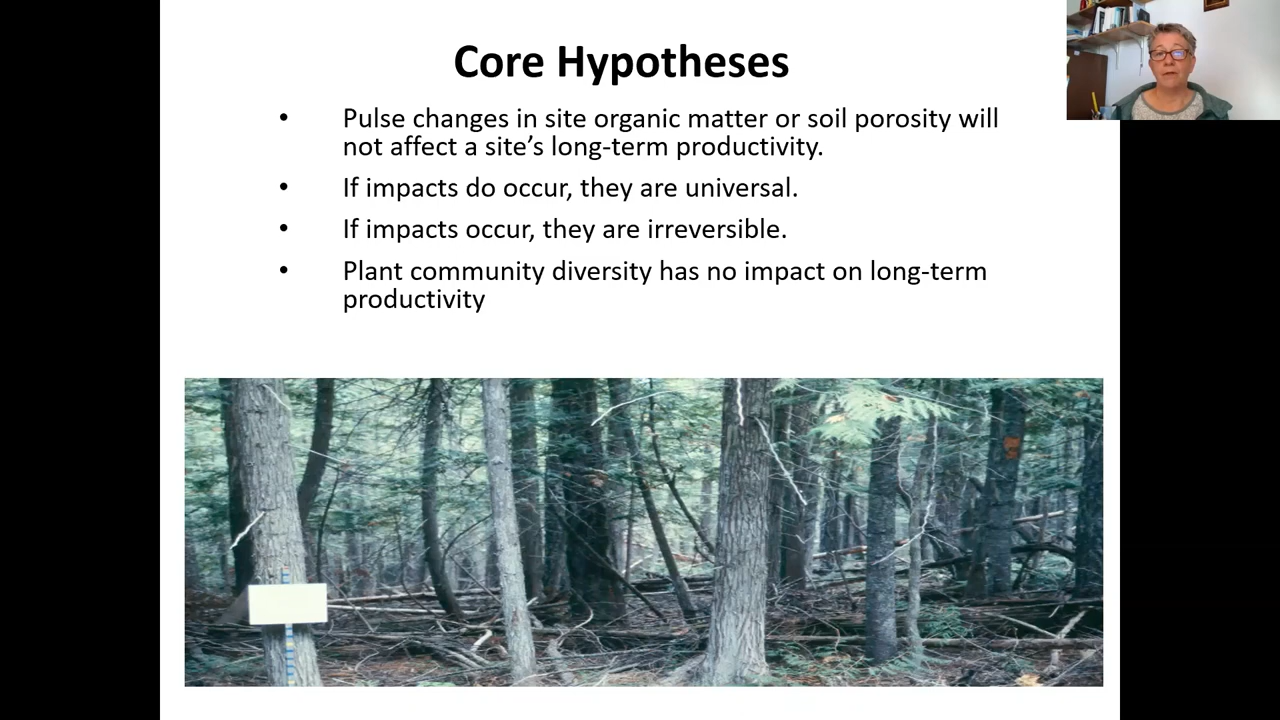 Core Hypotheses
• Pulse changes in site organic matter or soil porosity will
not affect a site’s long-term productivity.
• If impacts do occur, they are universal.
• If impacts occur, they are irreversible.
• Plant community diversity has no impact on long-term
productivity